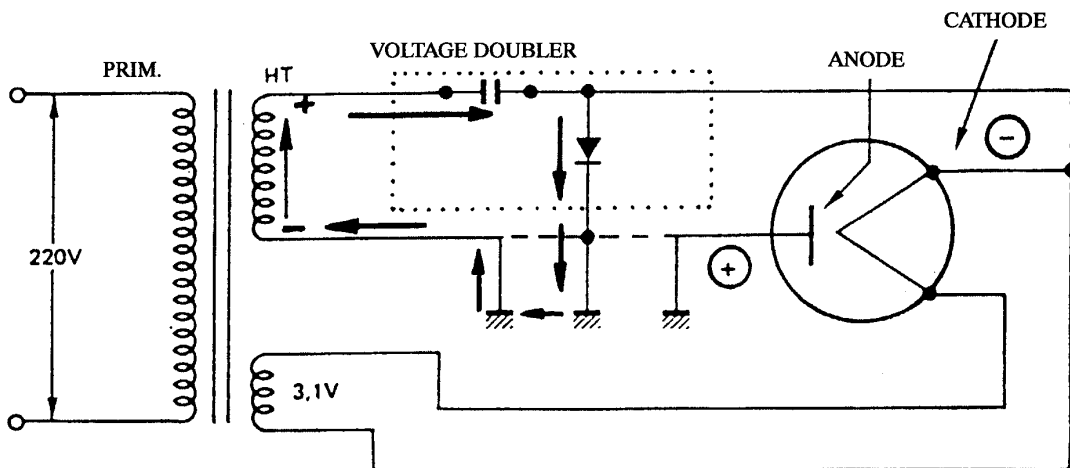 CATHODE
VOLTAGE DOUBLER
ANODE
PRIM.
HT
+
−
−
220V
+
3,1V